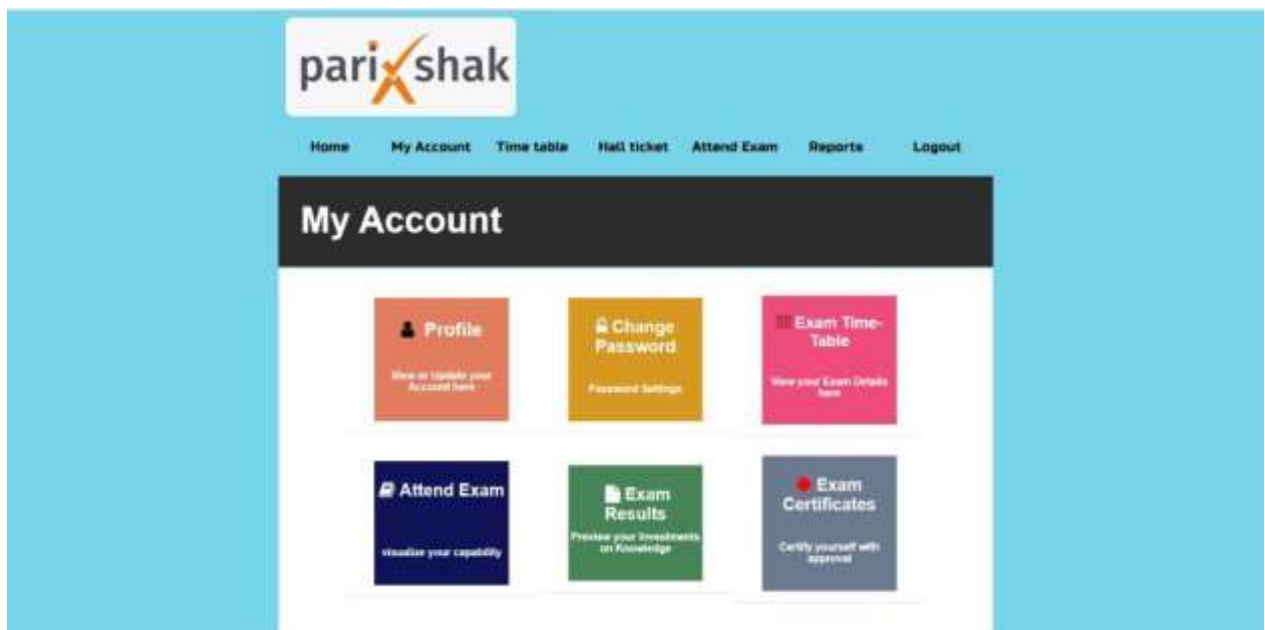 parixshak
Home My Account Time table Hall ticket Attend Exam Reports Logout
My Account
Profile
View or Update your
Account here
Change
Password
Password Settings
Exam Time-
Table
View your Exam Details
here
Attend Exam
visualize your capability
Exam
Results
Preview your Investments
on Knowledge
Exam
Certificates
Certify yourself with
approval